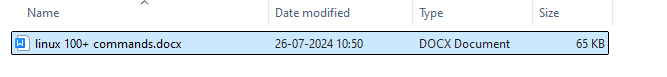 Name Date modified Type Size
linux 100+ commands.docx 26-07-2024 10:50 DOCX Document 65 KB